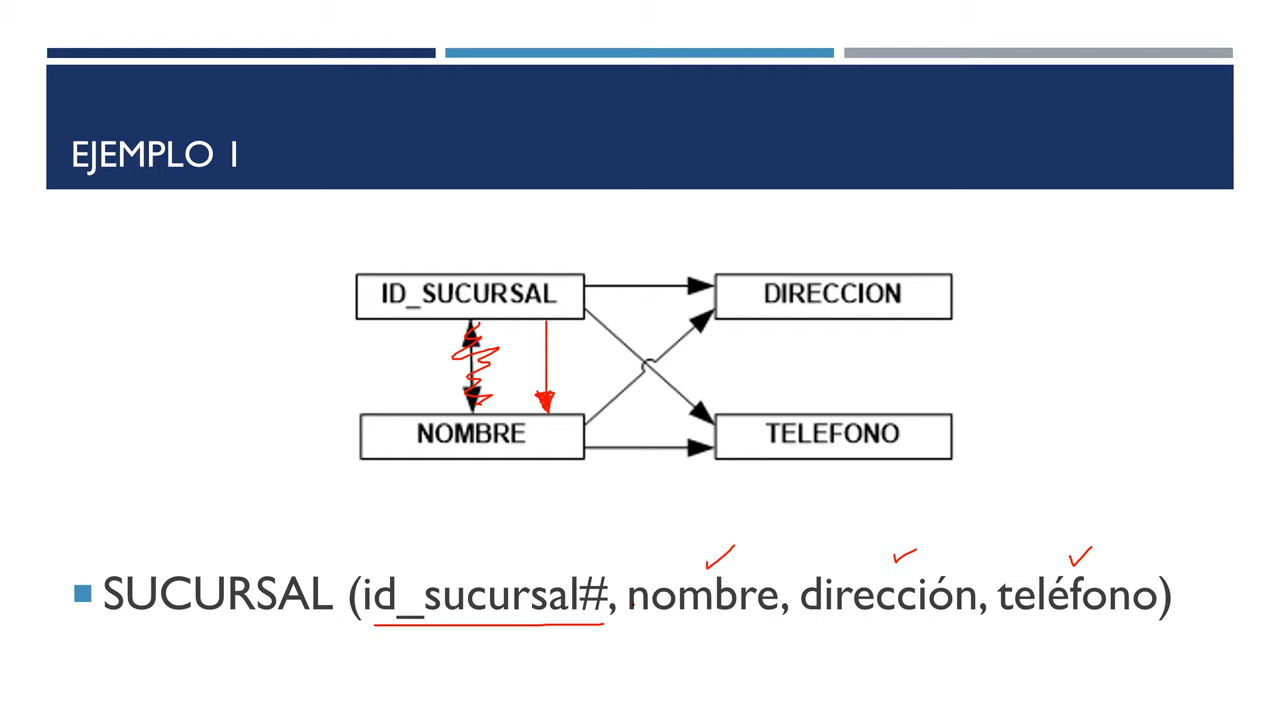 EJEMPLO 1
ID_SUCURSAL
DIRECCION
NOMBRE
TELEFONO
SUCURSAL (id_sucursal#, nombre, dirección, teléfono)